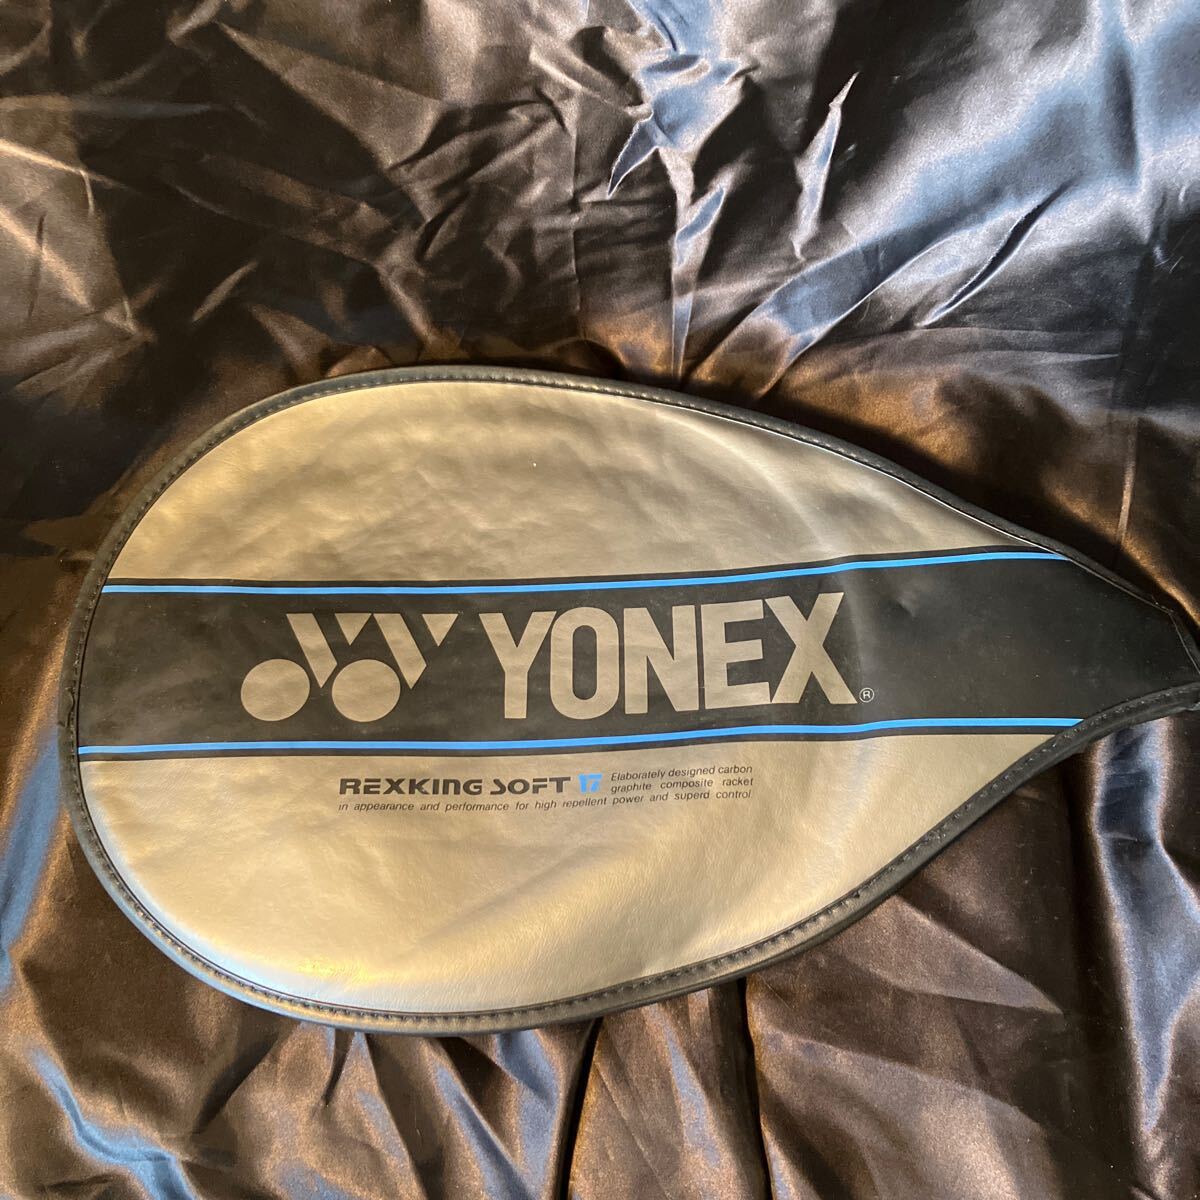 YONEX®
REXKING SOFT 17
Elaborately designed carbon
graphite composite racket
in appearance and performance for high repellent power and superd control.